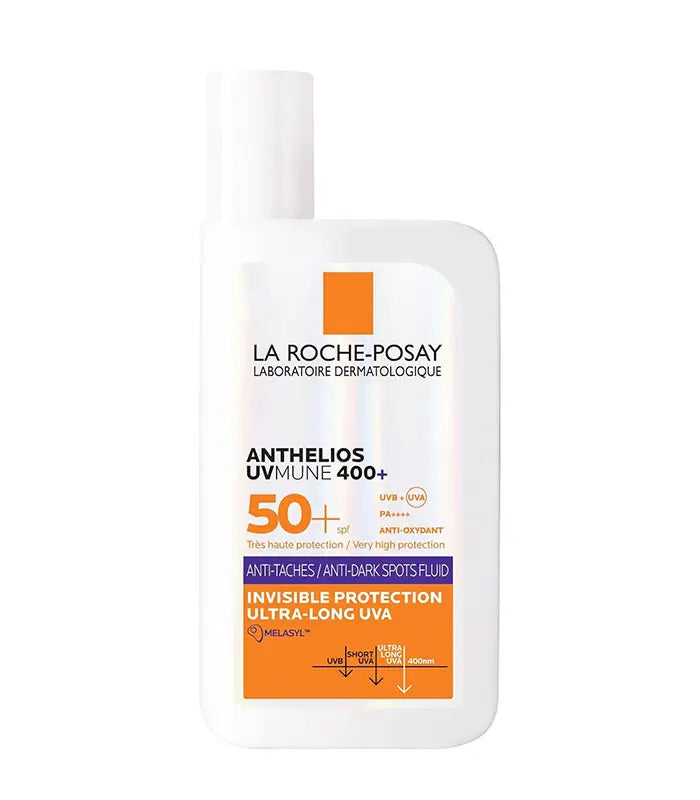 LA ROCHE-POSAY
LABORATOIRE DERMATOLOGIQUE
ANTHELIOS
UVMUNE 400+
50+ spf
UVB + UVA
PA++++
ANTI-OXYDANT
Très haute protection / Very high protection
ANTI-TACHES / ANTI-DARK SPOTS FLUID
INVISIBLE PROTECTION
ULTRA-LONG UVA
MELASYL™
UVB
SHORT
UVA
ULTRA
LONG
UVA
400nm